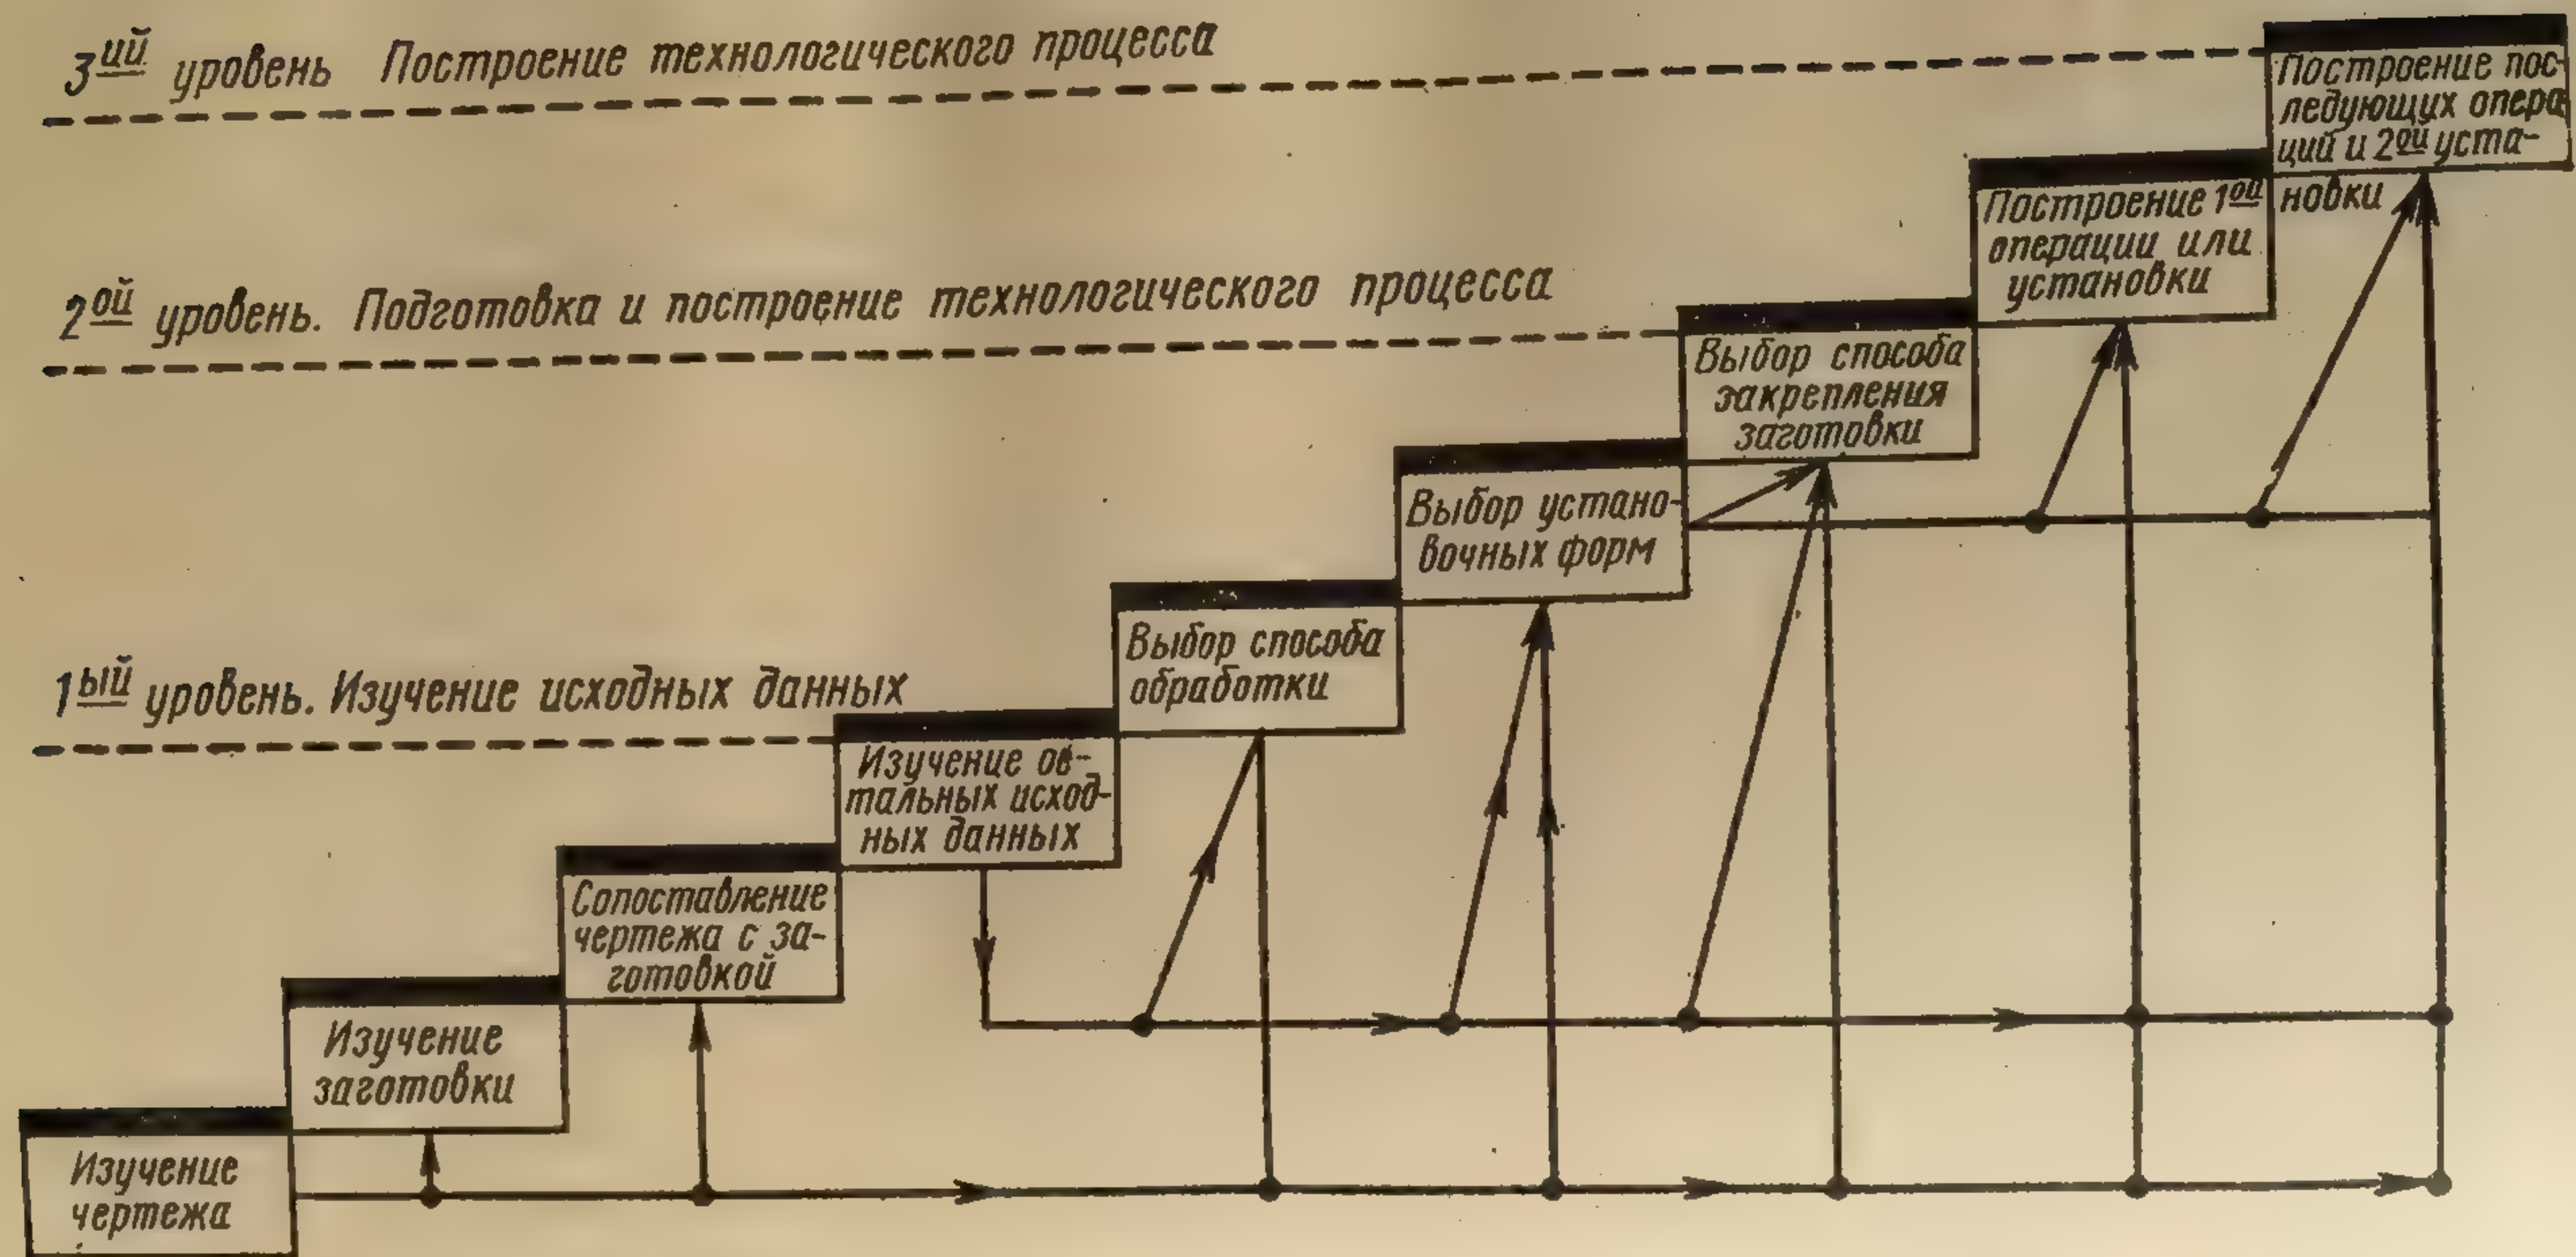 3ий уровень Построение технологического процесса
Построение пос-
ледующих опера
ций и 2ой уста-
новки
Построение 1ой
операции или
установки
2ой уровень. Подготовка и построение технологического процесса
Выбор способа
закрепления
заготовки
Выбор устано-
вочных форм
Выбор способа
обработки
1ый уровень. Изучение исходных данных
Изучение ос-
тальных исход-
ных данных
Сопоставление
чертежа с за-
готовкой
Изучение
заготовки
Изучение
чертежа